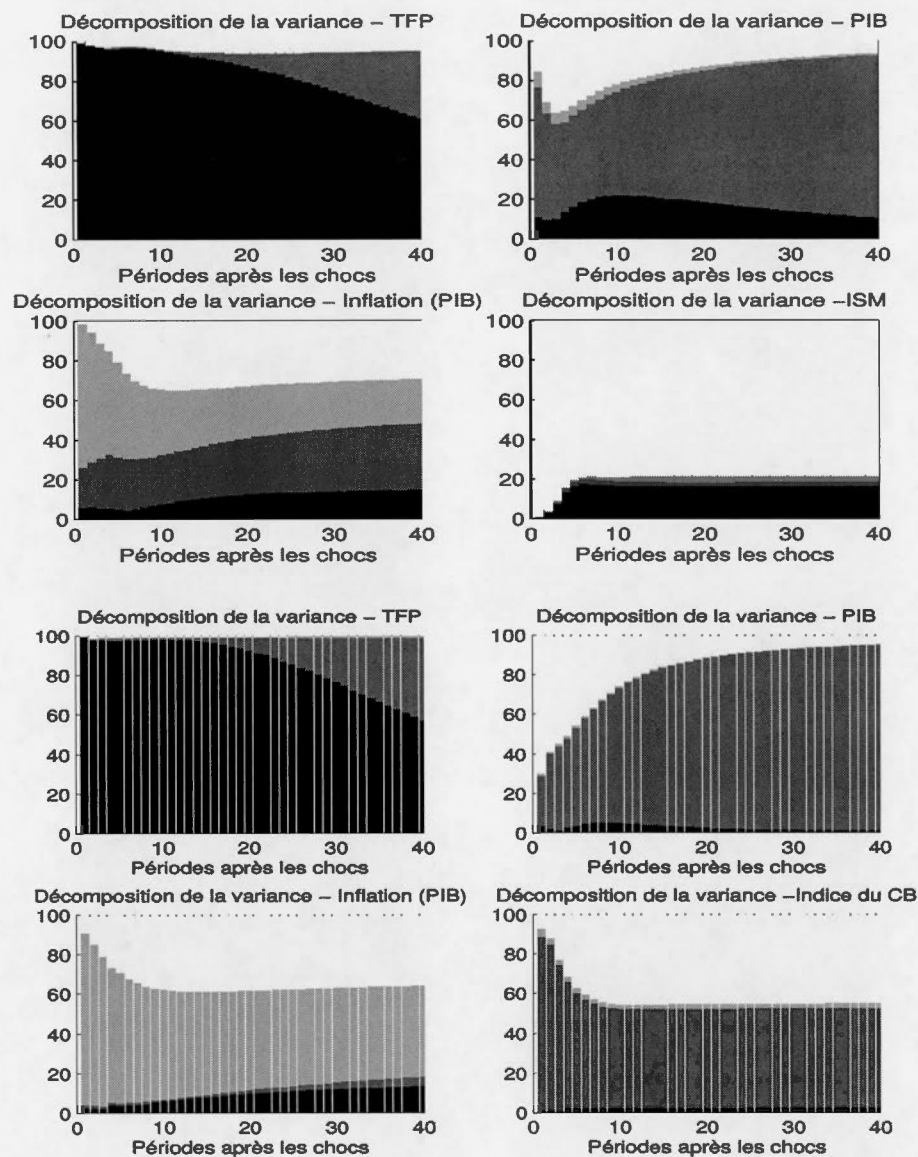 Décomposition de la variance – TFP
100
80
60
40
20
0
0 10 20 30 40
Périodes après les chocs
Décomposition de la variance – PIB
100
80
60
40
20
0
0 10 20 30 40
Périodes après les chocs
Décomposition de la variance – Inflation (PIB)
100
80
60
40
20
0
0 10 20 30 40
Périodes après les chocs
Décomposition de la variance –ISM
100
80
60
40
20
0
0 10 20 30 40
Périodes après les chocs
Décomposition de la variance – TFP
100
80
60
40
20
0
0 10 20 30 40
Périodes après les chocs
Décomposition de la variance – PIB
100
80
60
40
20
0
0 10 20 30 40
Périodes après les chocs
Décomposition de la variance – Inflation (PIB)
100
80
60
40
20
0
0 10 20 30 40
Périodes après les chocs
Décomposition de la variance –Indice du CB
100
80
60
40
20
0
0 10 20 30 40
Périodes après les chocs